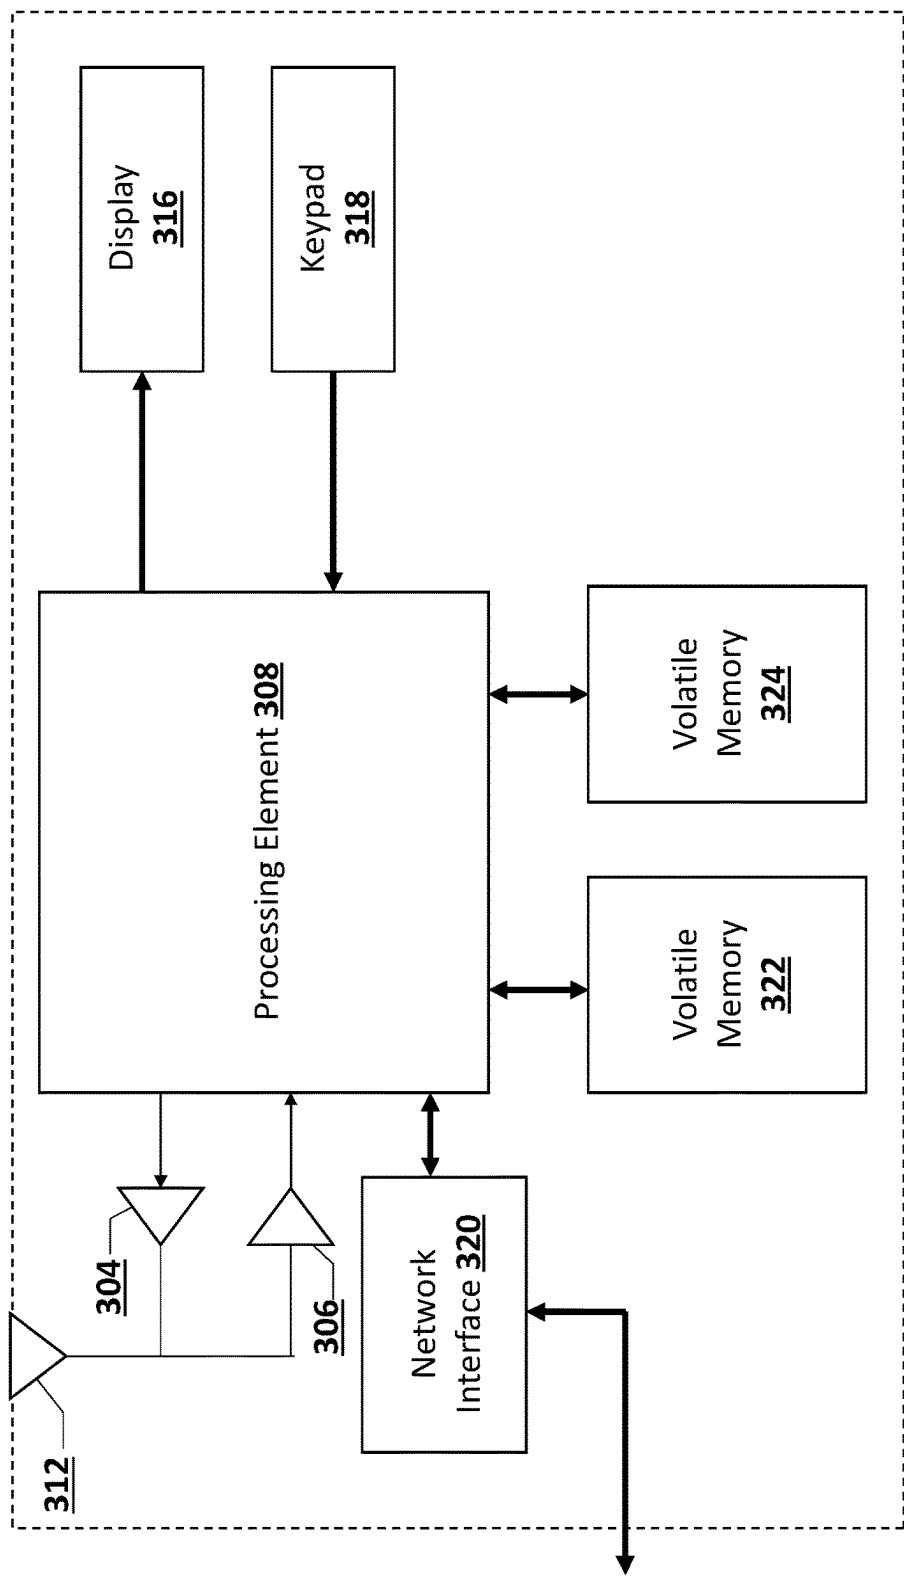 312
304
306
Network
Interface 320
Processing Element 308
Volatile
Memory
322
Volatile
Memory
324
Display
316
Keypad
318